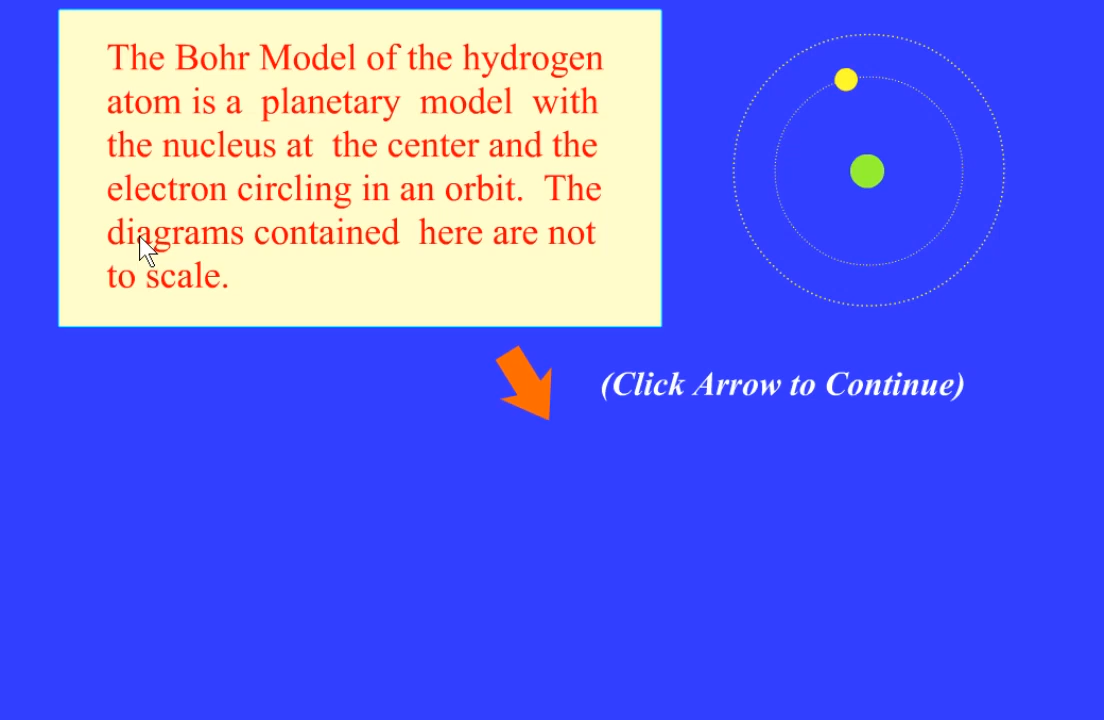 The Bohr Model of the hydrogen
atom is a planetary model with
the nucleus at the center and the
electron circling in an orbit. The
diagrams contained here are not
to scale.
(Click Arrow to Continue)